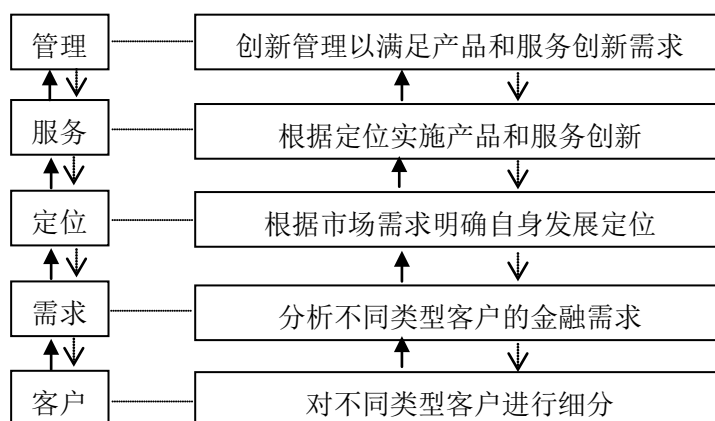 管理 创新管理以满足产品和服务创新需求
服务 根据定位实施产品和服务创新
定位 根据市场需求明确自身发展定位
需求 分析不同类型客户的金融需求
客户 对不同类型客户进行细分